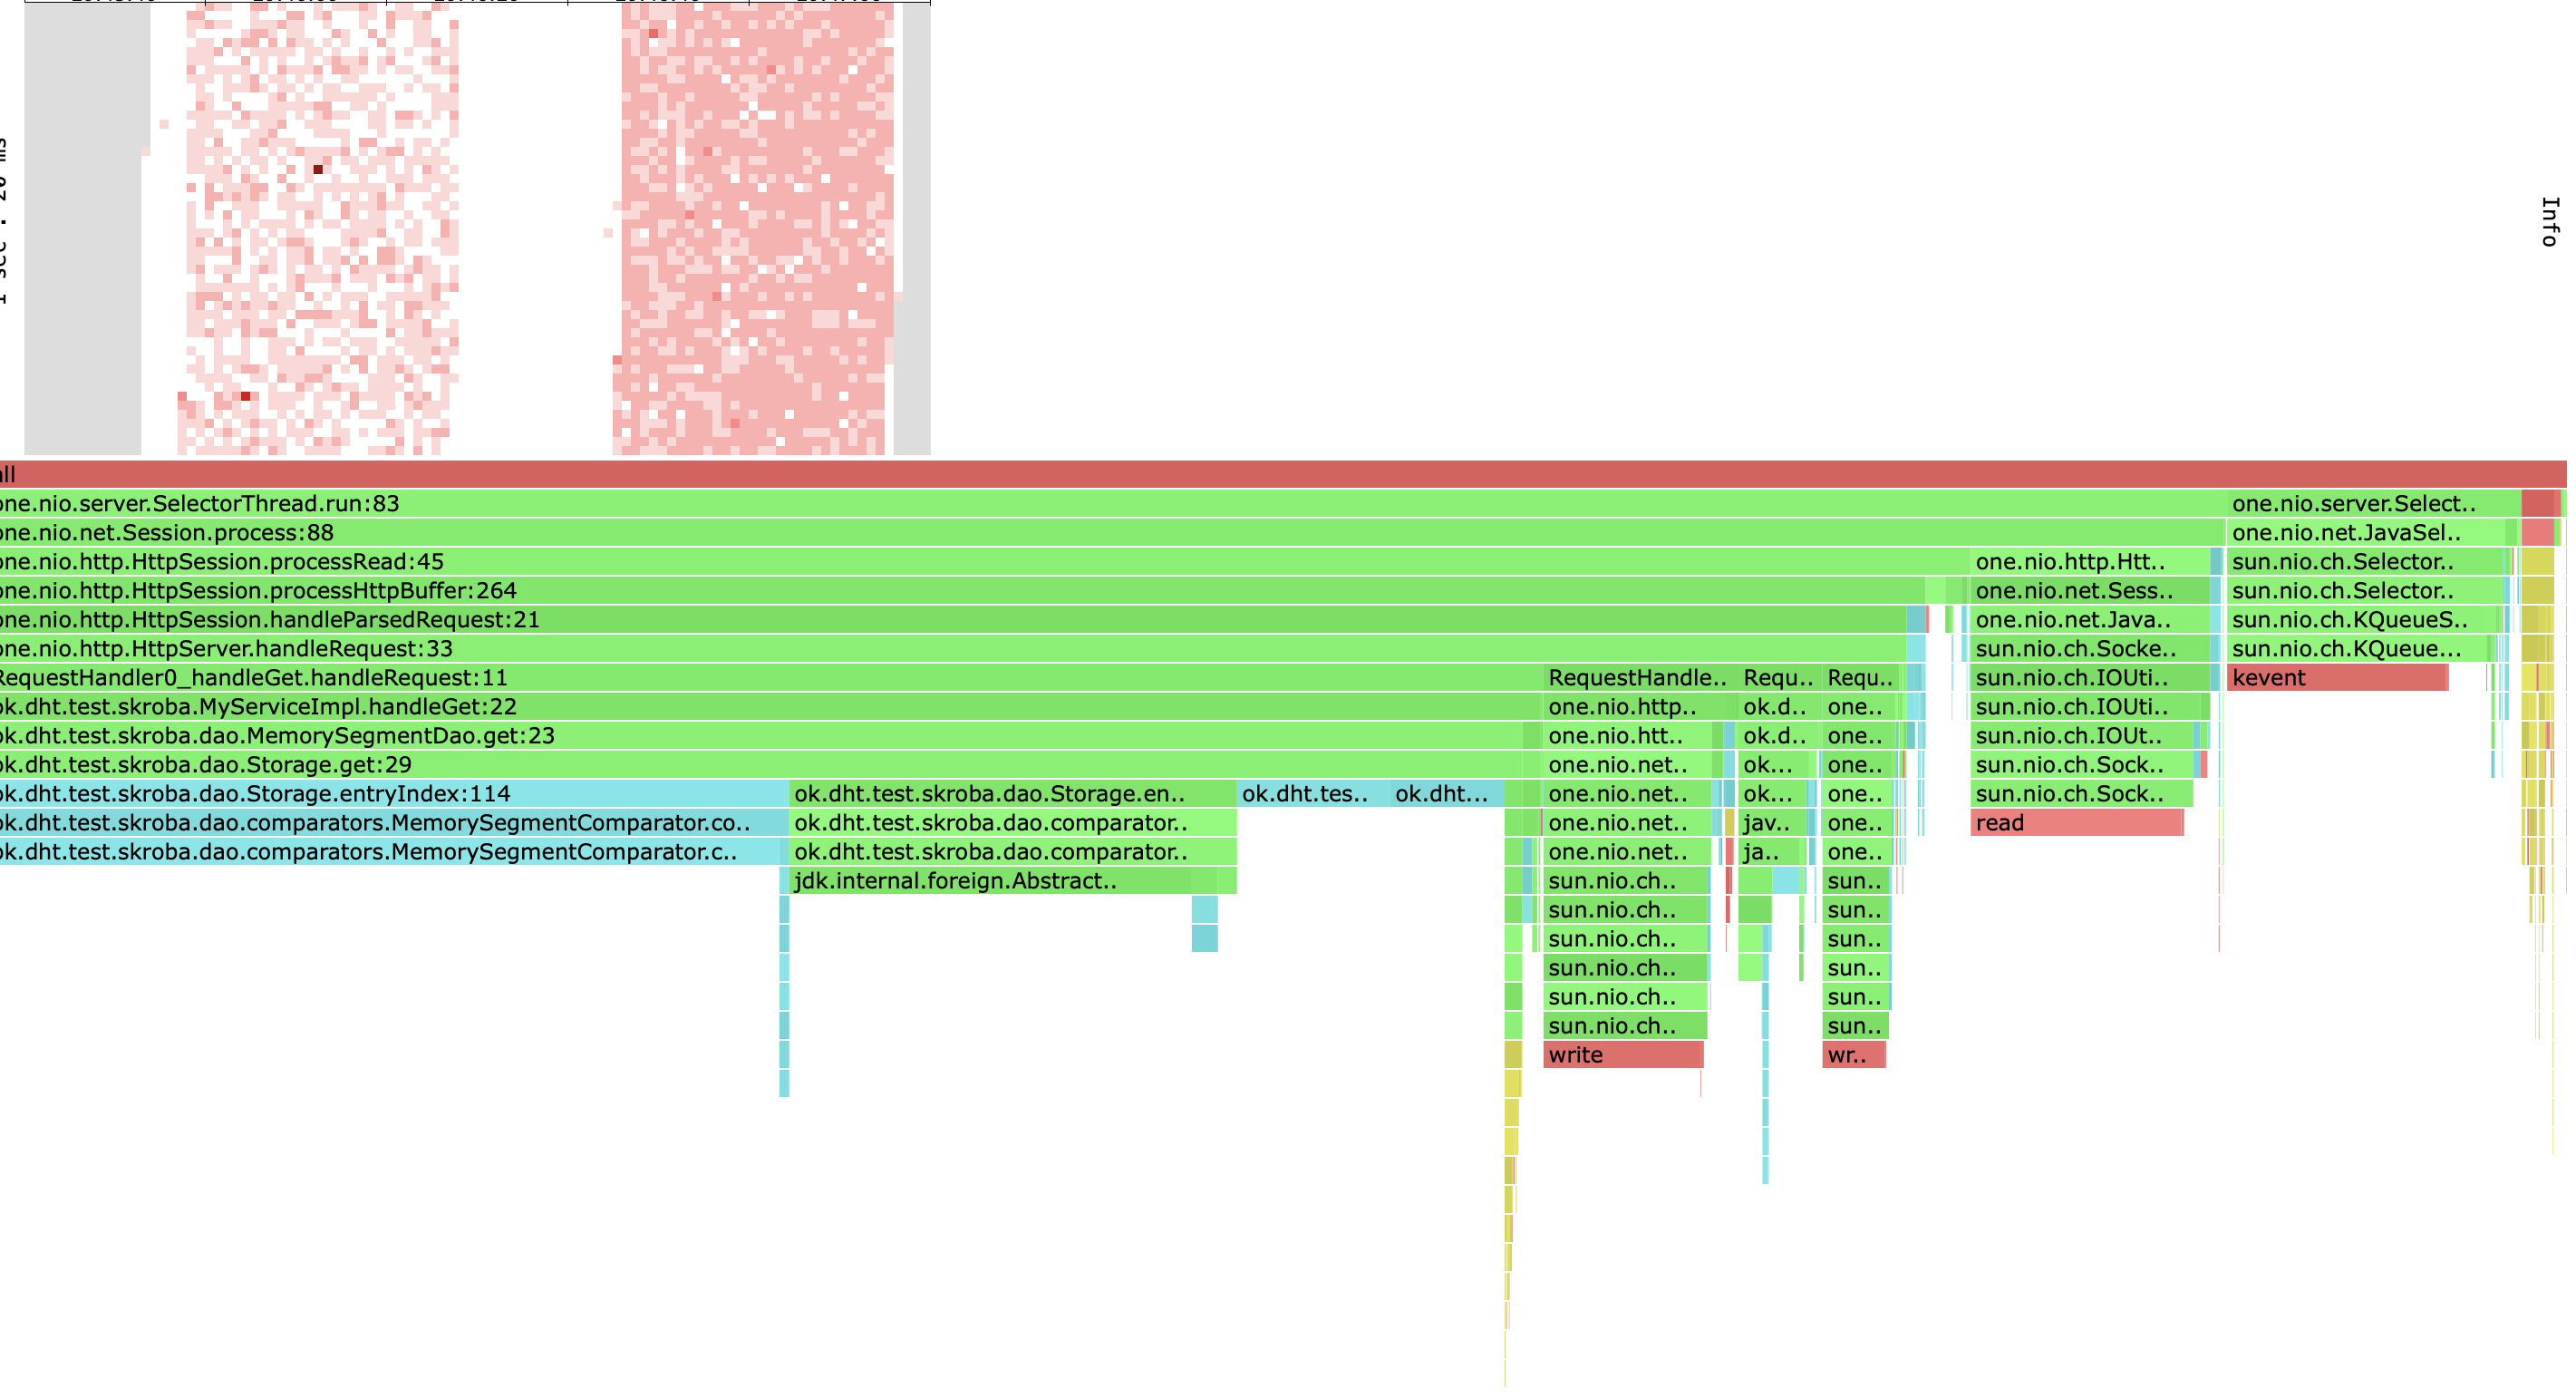 1 sec : 20 ms
Info
all
one.nio.server.SelectorThread.run:83 one.nio.server.Select..
one.nio.net.Session.process:88 one.nio.net.JavaSel..
one.nio.http.HttpSession.processRead:45 one.nio.http.Htt.. sun.nio.ch.Selector..
one.nio.http.HttpSession.processHttpBuffer:264 one.nio.net.Sess.. sun.nio.ch.Selector..
one.nio.http.HttpSession.handleParsedRequest:21 one.nio.net.Java.. sun.nio.ch.KQueueS..
one.nio.http.HttpServer.handleRequest:33 sun.nio.ch.Socke.. sun.nio.ch.KQueue...
RequestHandler0_handleGet.handleRequest:11 RequestHandle.. Requ.. Requ.. sun.nio.ch.IOUti.. kevent
ok.dht.test.skroba.MyServiceImpl.handleGet:22 one.nio.http.. ok.d.. one.. sun.nio.ch.IOUti..
ok.dht.test.skroba.dao.MemorySegmentDao.get:23 one.nio.htt.. ok.d.. one.. sun.nio.ch.IOUt..
ok.dht.test.skroba.dao.Storage.get:29 one.nio.net.. ok... one.. sun.nio.ch.Sock..
ok.dht.test.skroba.dao.Storage.entryIndex:114 ok.dht.test.skroba.dao.Storage.en.. ok.dht.tes.. ok.dht... one.nio.net.. ok... one.. sun.nio.ch.Sock..
ok.dht.test.skroba.dao.comparators.MemorySegmentComparator.co.. ok.dht.test.skroba.dao.comparator.. one.nio.net.. jav.. one.. read
ok.dht.test.skroba.dao.comparators.MemorySegmentComparator.c.. ok.dht.test.skroba.dao.comparator.. one.nio.net.. ja.. one..
jdk.internal.foreign.Abstract.. sun.nio.ch.. sun..
sun.nio.ch.. sun..
sun.nio.ch.. sun..
sun.nio.ch.. sun..
sun.nio.ch.. sun..
sun.nio.ch.. sun..
write wr..